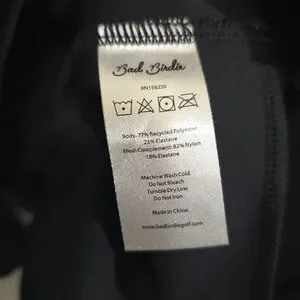 Bad Birdie
RN158230
Body: 77% Recycled Polyester
23% Elastane
Mesh Complement: 82% Nylon
18% Elastane
Machine Wash Cold
Do Not Bleach
Tumble Dry Low
Do Not Iron
Made in China
www.badbirdiegolf.com